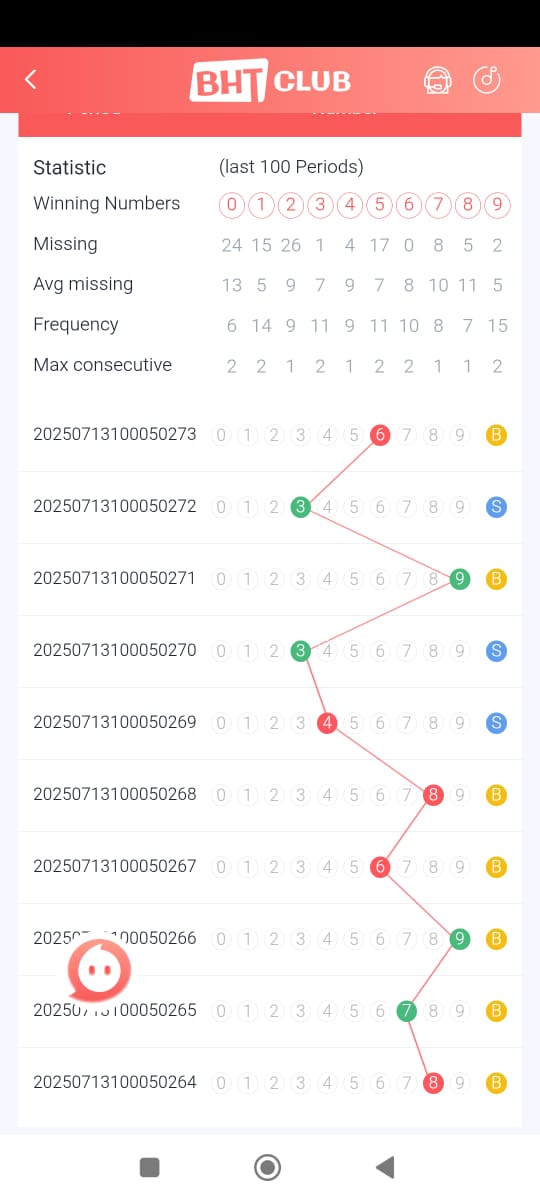 BHT CLUB
Statistic (last 100 Periods)
Winning Numbers 0 1 2 3 4 5 6 7 8 9
Missing 24 15 26 1 4 17 0 8 5 2
Avg missing 13 5 9 7 9 7 8 10 11 5
Frequency 6 14 9 11 9 11 10 8 7 15
Max consecutive 2 2 1 2 1 2 2 1 1 2
20250713100050273 0 1 2 3 4 5 6 7 8 9 B
20250713100050272 0 1 2 3 4 5 6 7 8 9 S
20250713100050271 0 1 2 3 4 5 6 7 8 9 B
20250713100050270 0 1 2 3 4 5 6 7 8 9 S
20250713100050269 0 1 2 3 4 5 6 7 8 9 S
20250713100050268 0 1 2 3 4 5 6 7 8 9 B
20250713100050267 0 1 2 3 4 5 6 7 8 9 B
0 1 2 3 4 5 6 7 8 9 B
0 1 2 3 4 5 6 7 8 9 B
20250713100050264 0 1 2 3 4 5 6 7 8 9 B